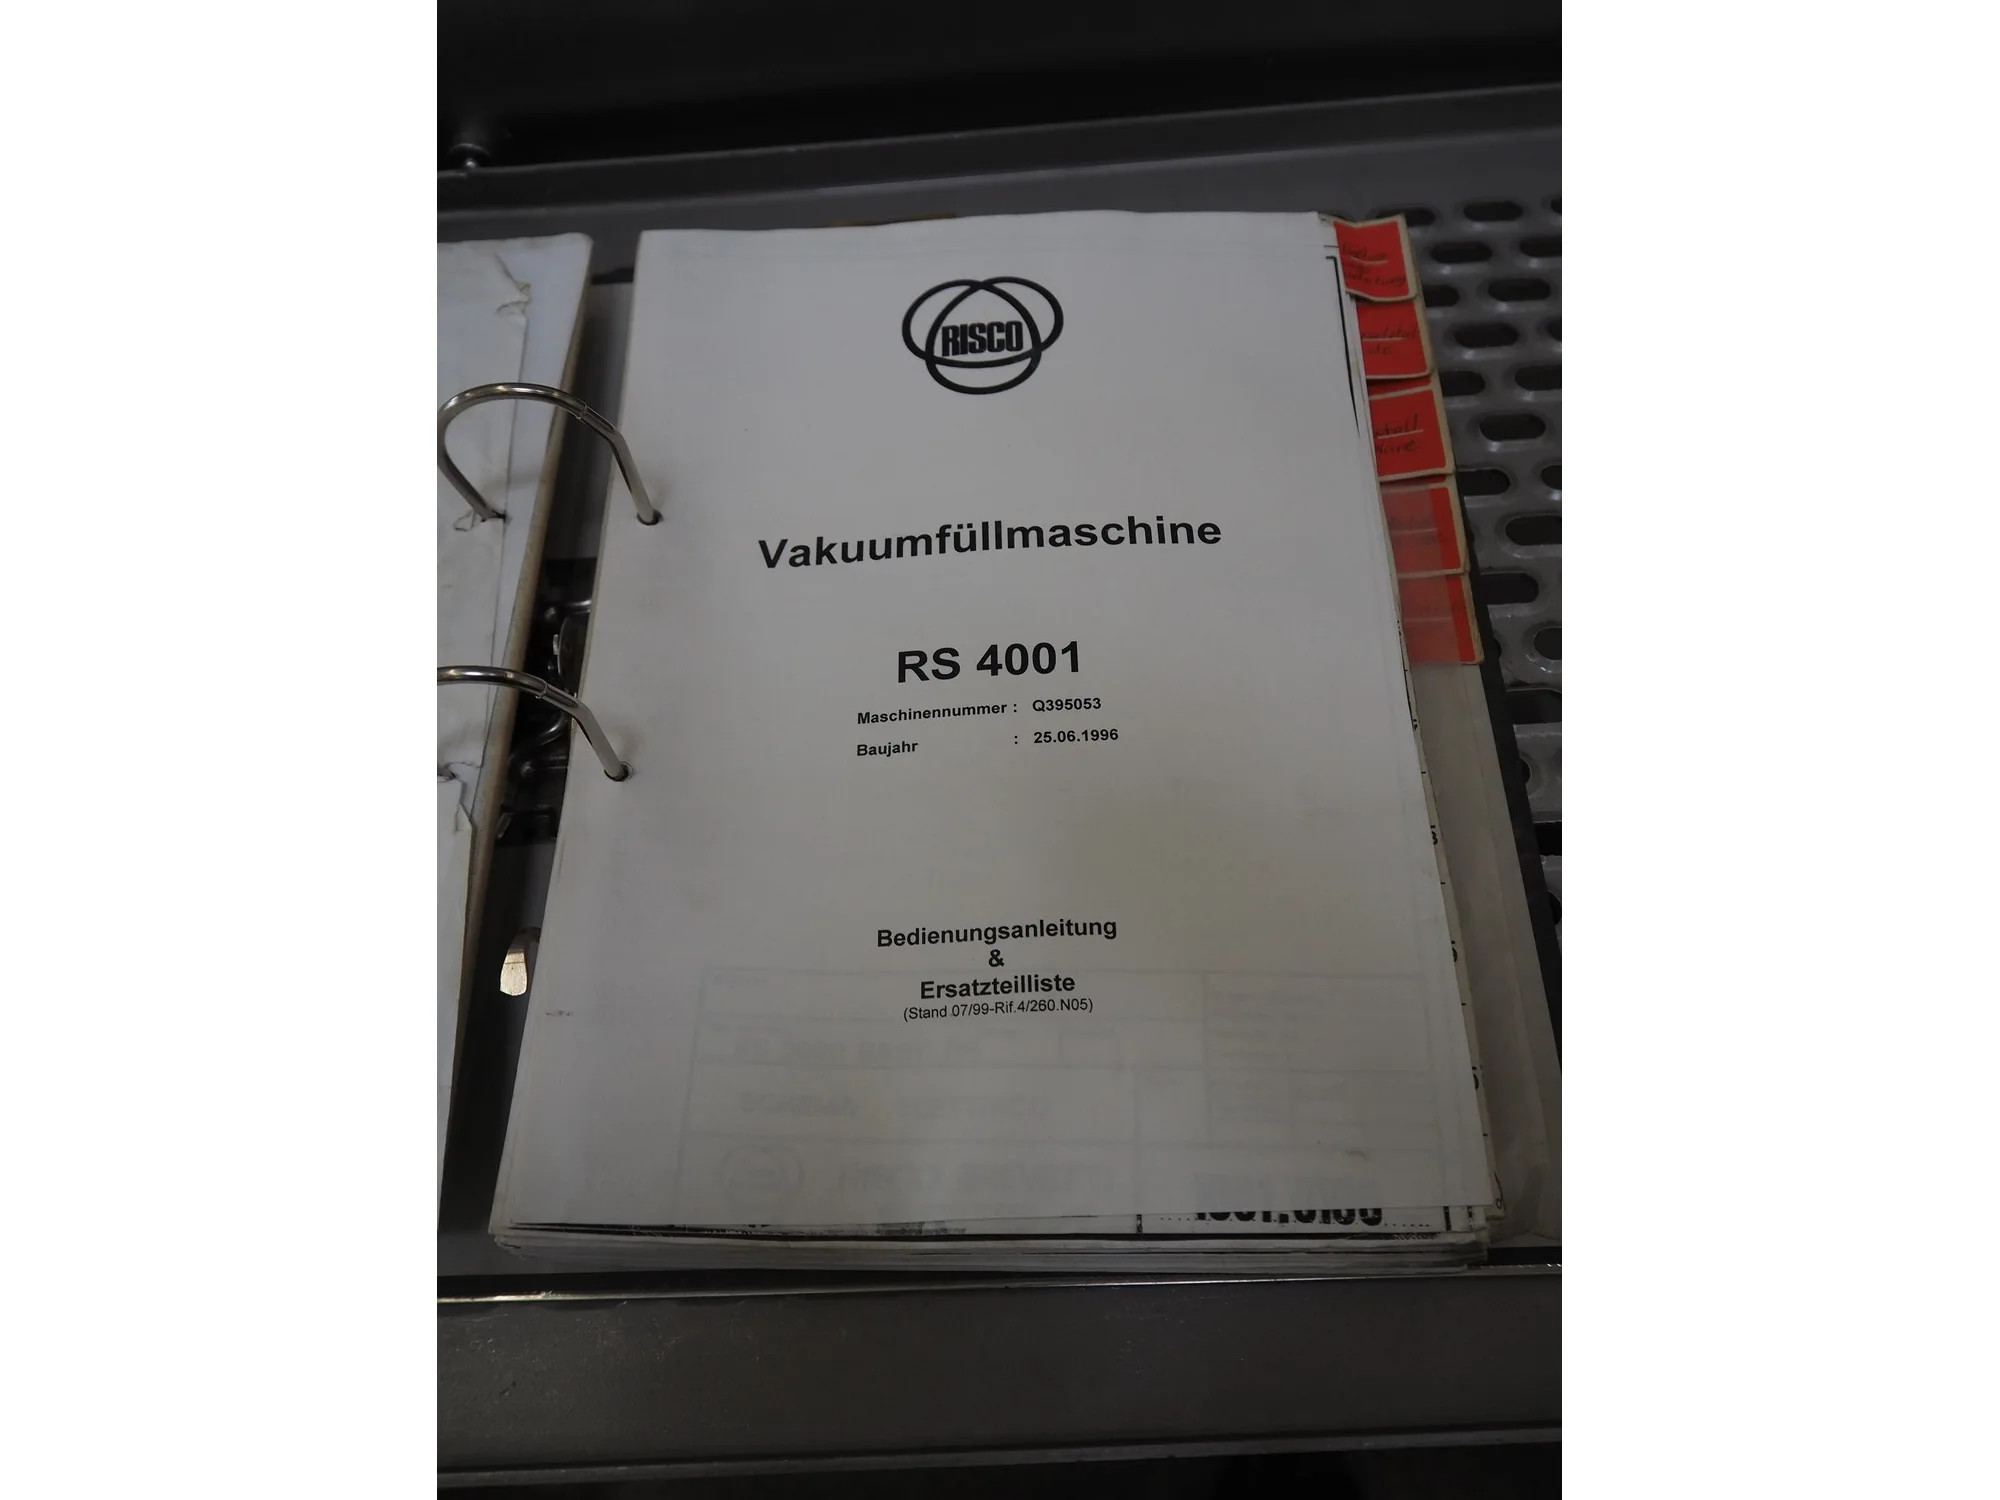 RISCO
Vakuumfüllmaschine
RS 4001
Maschinennummer : Q395053
Baujahr : 25.06.1996
Bedienungsanleitung
&
Ersatzteilliste
(Stand 07/99-Rif.4/260.N05)